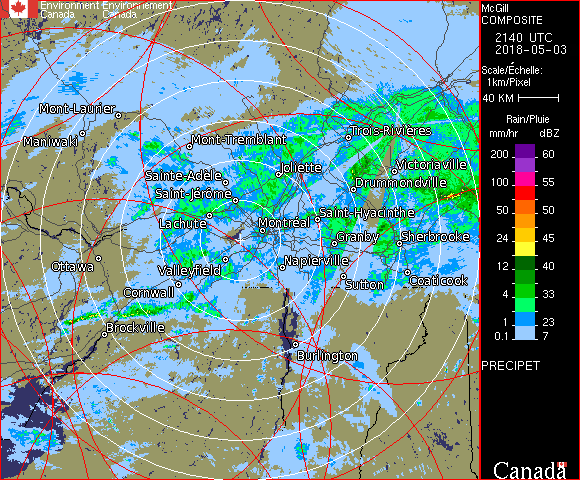 Environment Environnement
Canada Canada
McGill
COMPOSITE
2140 UTC
2018-05-03
Scale/Échelle:
1km/Pixel
40 KM
Rain/Pluie
mm/hr dBZ
200 60
100 55
50 50
24 45
12 40
4 33
1 23
0.1 7
PRECIPET
Canada
Mont-Laurier
Maniwaki
Mont-Tremblant
Trois-Rivières
Joliette
Victoriaville
Sainte-Adèle
Drummondville
Saint-Jérôme
Lachute
Montréal
Saint-Hyacinthe
Granby
Sherbrooke
Ottawa
Valleyfield
Napierville
Coaticook
Sutton
Cornwall
Brockville
Burlington